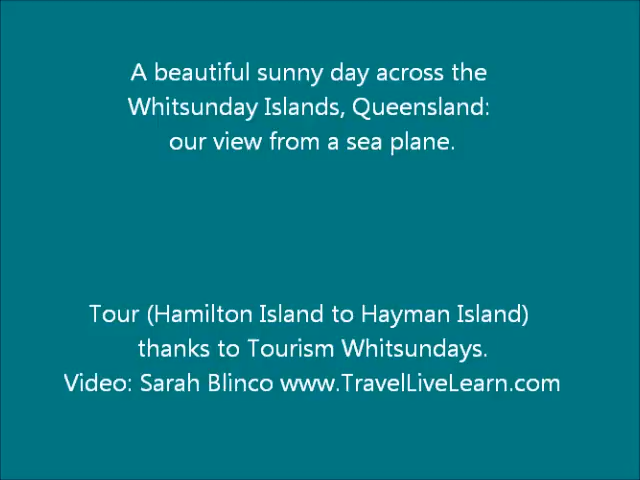 A beautiful sunny day across the
Whitsunday Islands, Queensland:
our view from a sea plane.
Tour (Hamilton Island to Hayman Island)
thanks to Tourism Whitsundays.
Video: Sarah Blinco www.TravelLiveLearn.com